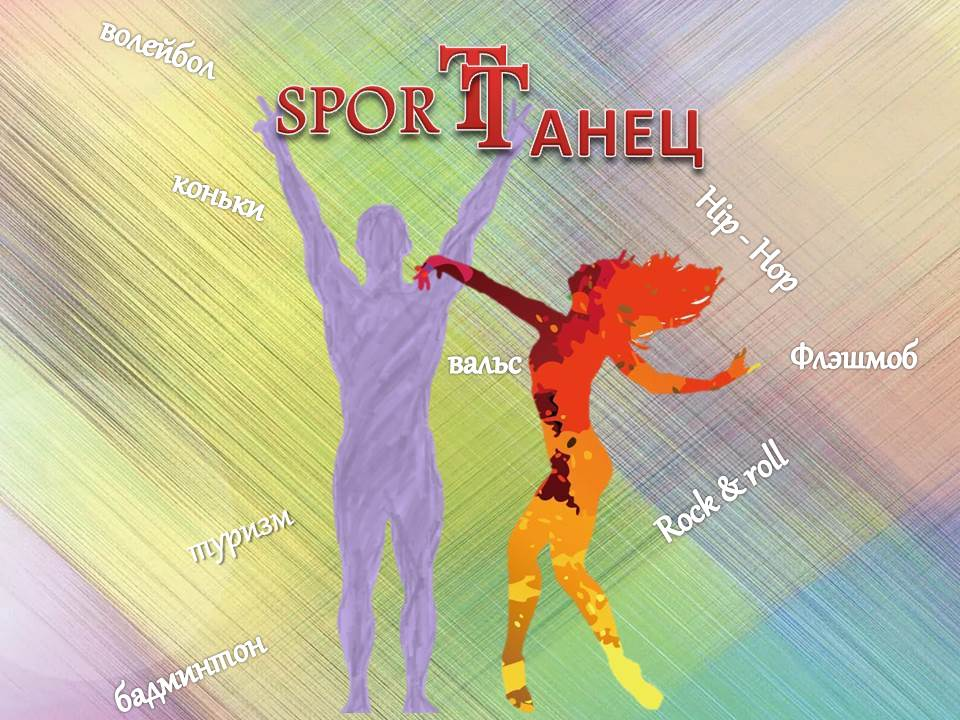 волейбол
SPORTТАНЕЦ
коньки
Hip - Hop
вальс
Флэшмоб
Rock & roll
туризм
бадминтон